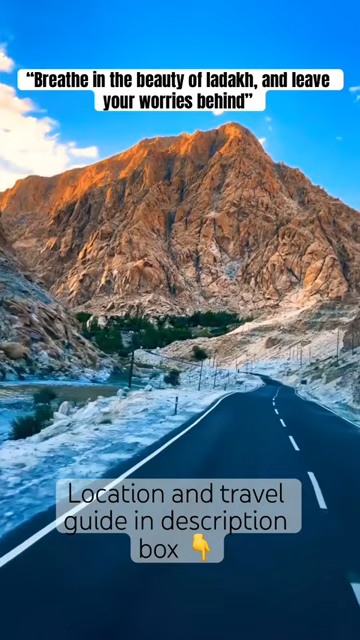 “Breathe in the beauty of ladakh, and leave
your worries behind”
Location and travel
guide in description
box 👇